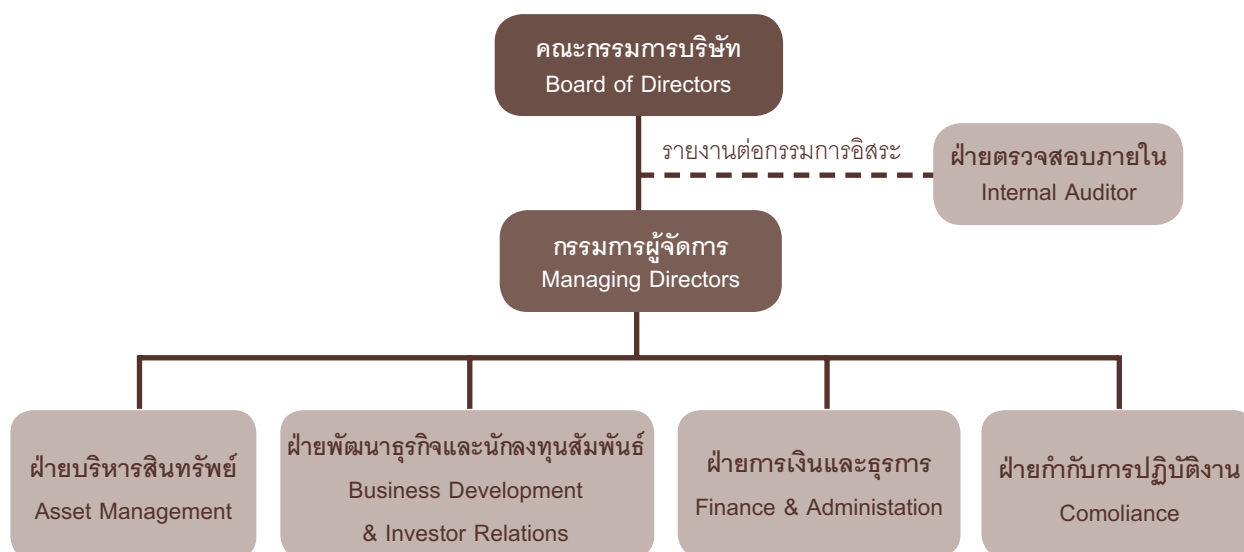 คณะกรรมการบริษัท
Board of Directors
รายงานต่อกรรมการอิสระ
ฝ่ายตรวจสอบภายใน
Internal Auditor
กรรมการผู้จัดการ
Managing Directors
ฝ่ายบริหารสินทรัพย์
Asset Management
ฝ่ายพัฒนาธุรกิจและนักลงทุนสัมพันธ์
Business Development
& Investor Relations
ฝ่ายการเงินและธุรการ
Finance & Administation
ฝ่ายกำกับการปฏิบัติงาน
Comoliance